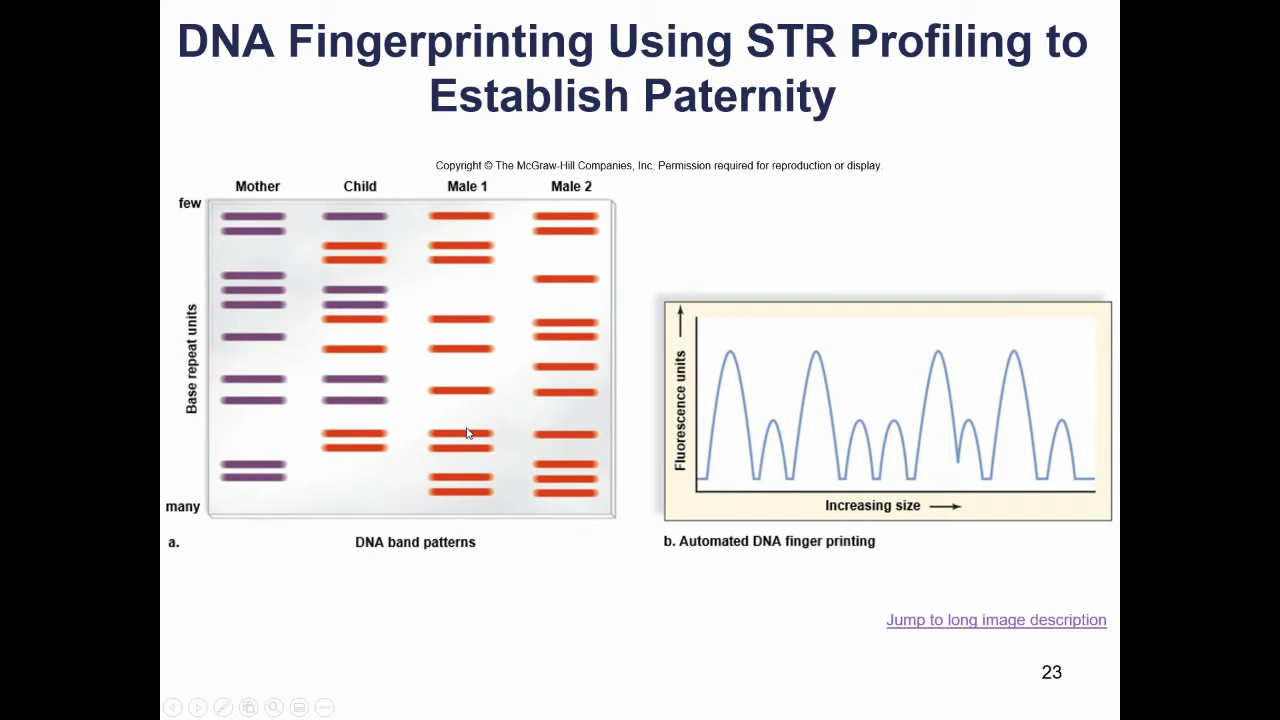 DNA Fingerprinting Using STR Profiling to
Establish Paternity
Copyright © The McGraw-Hill Companies, Inc. Permission required for reproduction or display.
Mother Child Male 1 Male 2
few
Base repeat units
many
a.
DNA band patterns
Fluorescence units
Increasing size
b. Automated DNA finger printing
Jump to long image description
23